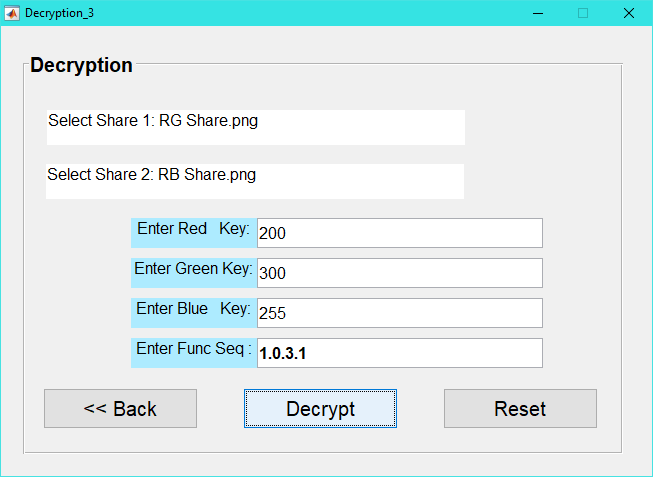 Decryption_3
Decryption
Select Share 1: RG Share.png
Select Share 2: RB Share.png
Enter Red Key: 200
Enter Green Key: 300
Enter Blue Key: 255
Enter Func Seq : 1.0.3.1
<< Back Decrypt Reset